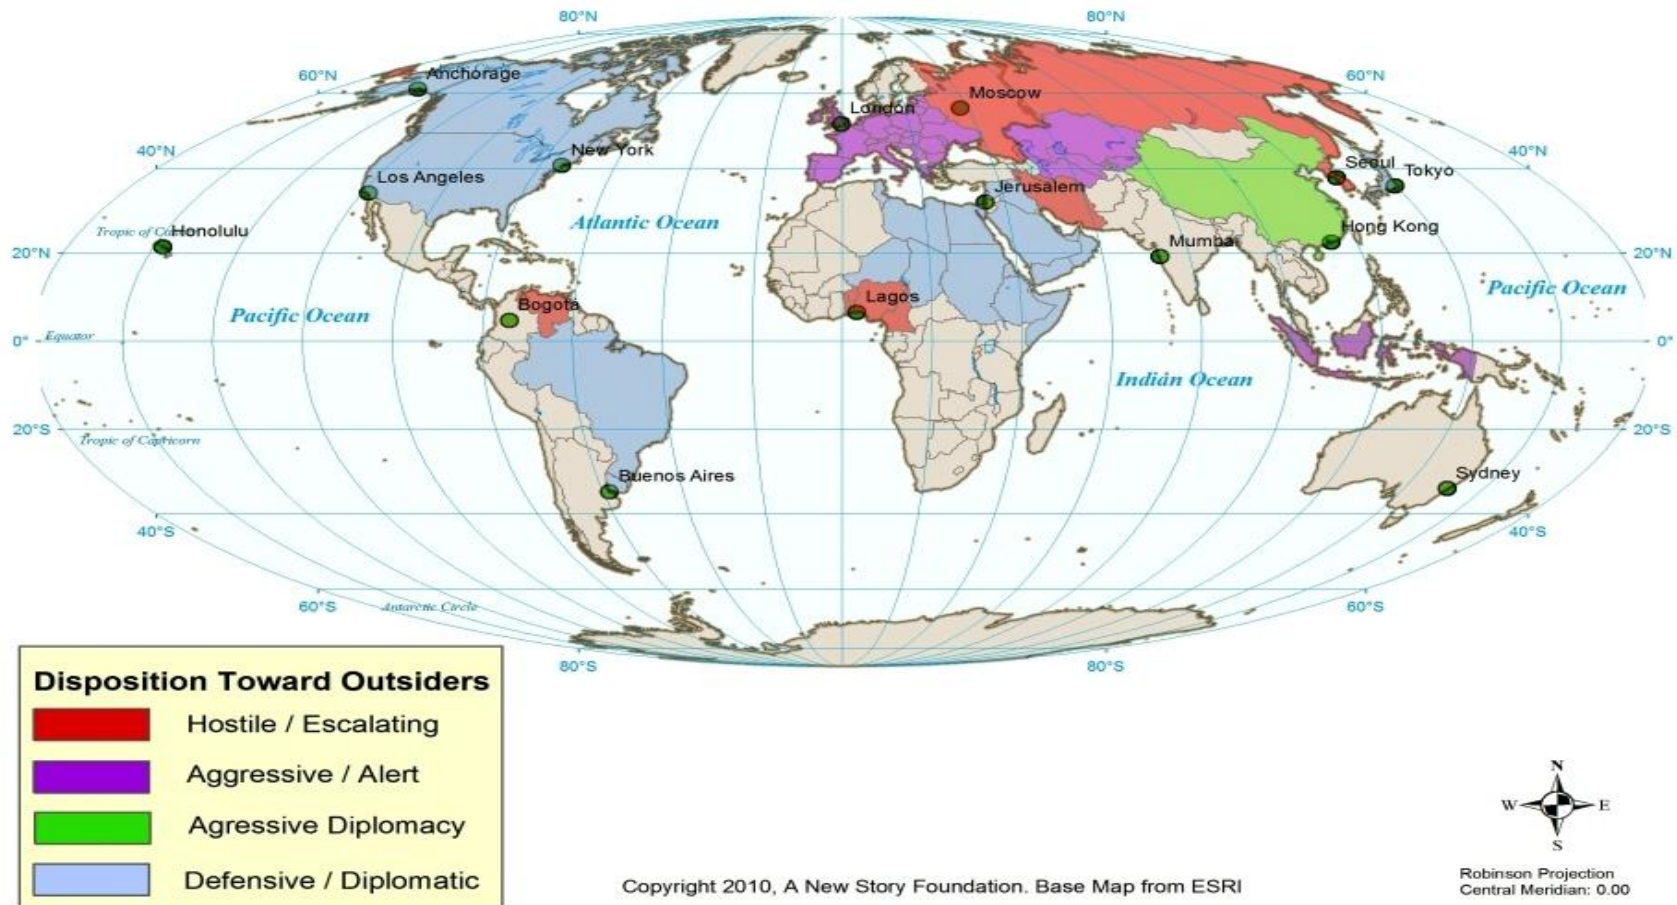 80°N
80°N
60°N
Anchorage
60°N
Moscow
London
40°N
New York
Seoul
40°N
Los Angeles
Tokyo
Jerusalem
Atlantic Ocean
Tropic of
Honolulu
Hong Kong
20°N
Mumbai
20°N
Lagos
Bogota
Pacific Ocean
Pacific Ocean
Equator
0°
0°
Indian Ocean
20°S
20°S
Tropic of Capricorn
Buenos Aires
Sydney
40°S
40°S
60°S
Antarctic Circle
60°S
80°S
80°S
Disposition Toward Outsiders
Hostile / Escalating
Aggressive / Alert
Agressive Diplomacy
Defensive / Diplomatic
N
W E
S
Copyright 2010, A New Story Foundation. Base Map from ESRI
Robinson Projection
Central Meridian: 0.00